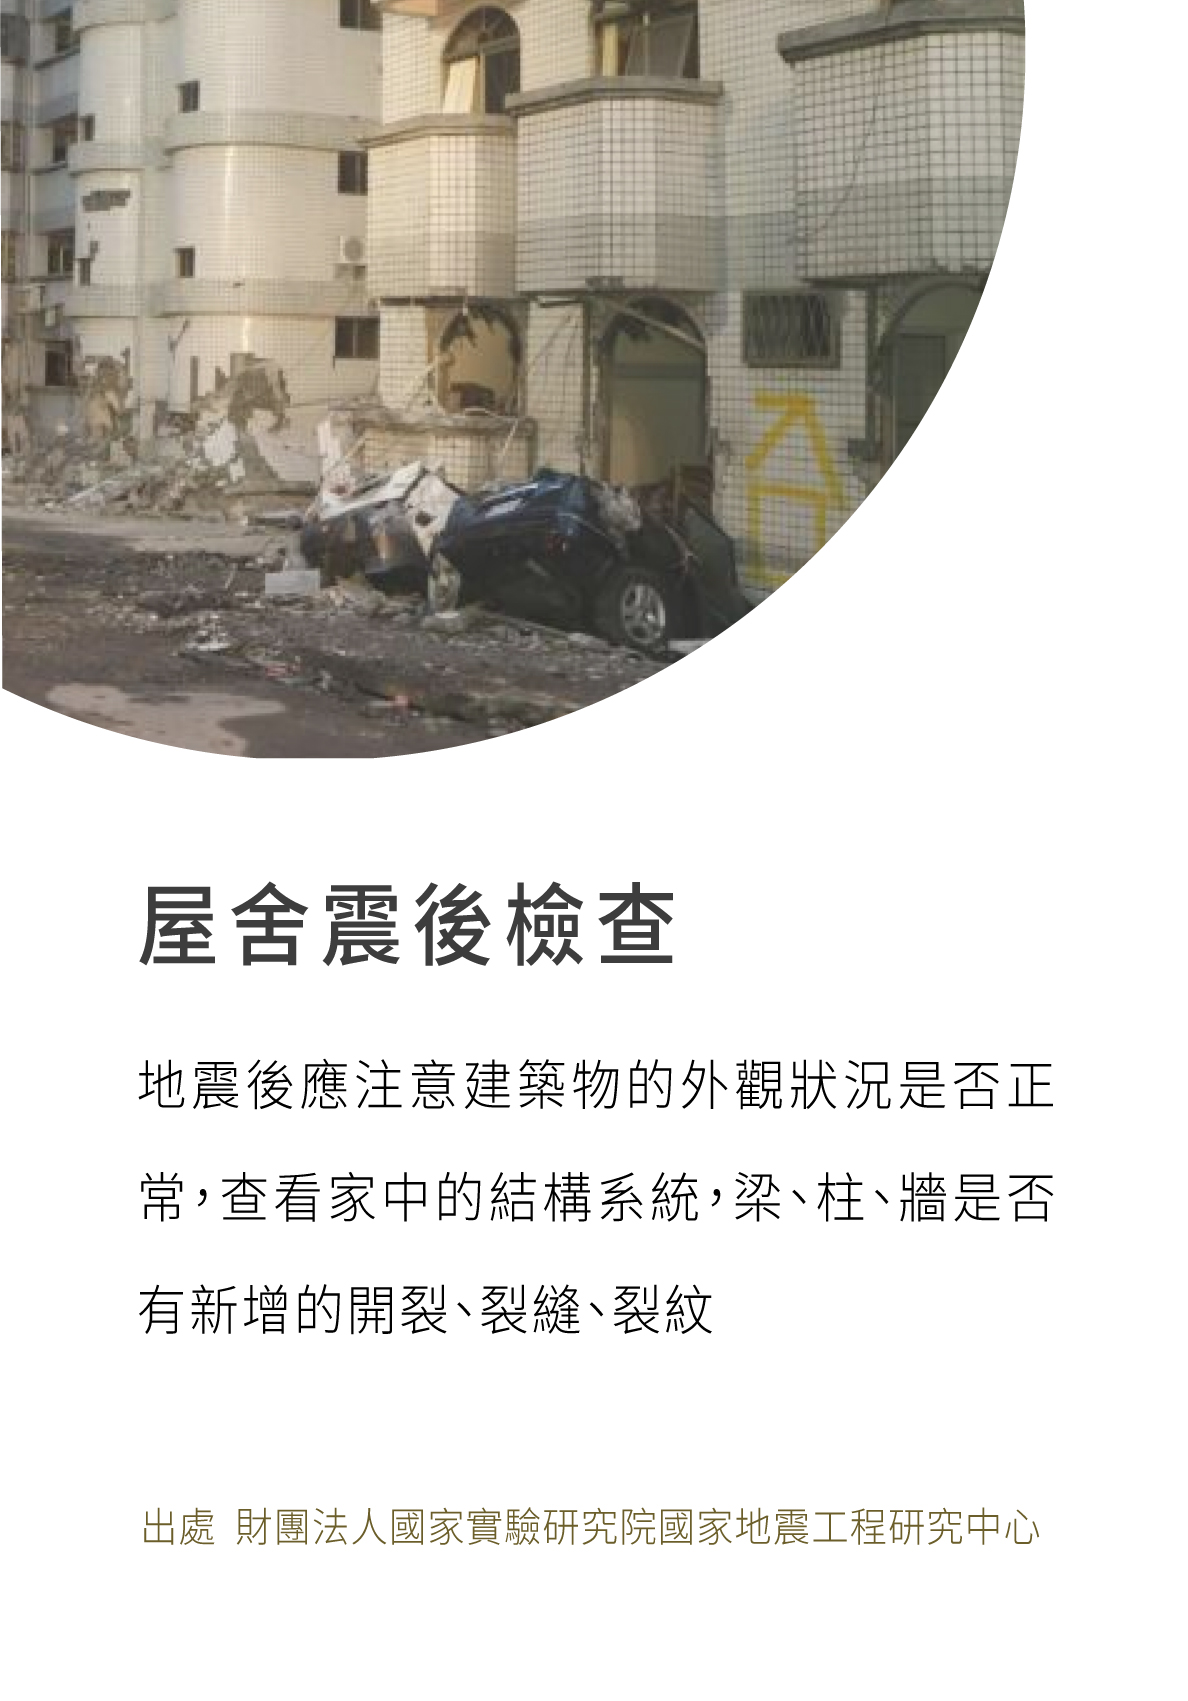 屋舍震後檢查
地震後應注意建築物的外觀狀況是否正
常，查看家中的結構系統，梁、柱、牆是否
有新增的開裂、裂縫、裂紋
出處 財團法人國家實驗研究院國家地震工程研究中心